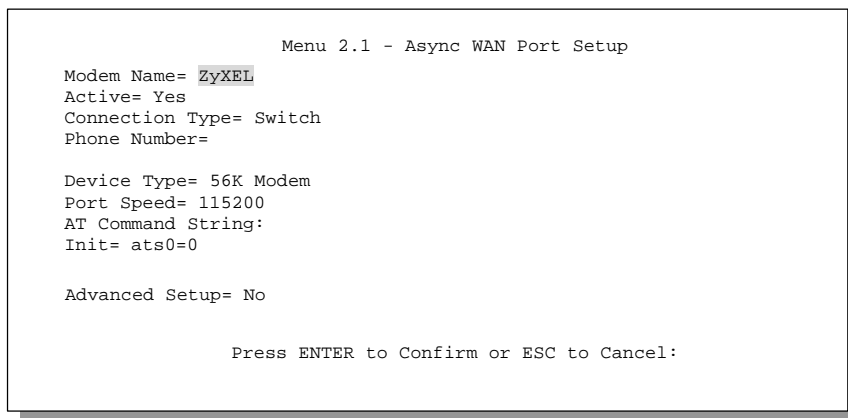 Menu 2.1 - Async WAN Port Setup
Modem Name= ZyXEL
Active= Yes
Connection Type= Switch
Phone Number=
Device Type= 56K Modem
Port Speed= 115200
AT Command String:
Init= ats0=0
Advanced Setup= No
Press ENTER to Confirm or ESC to Cancel: